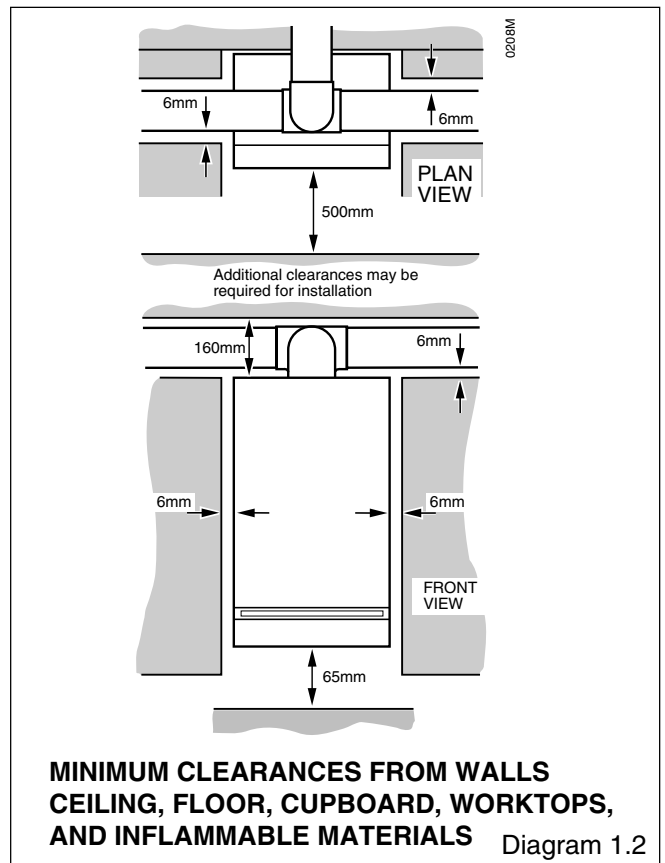 0208M
6mm
6mm
PLAN
VIEW
500mm
Additional clearances may be
required for installation
160mm
6mm
6mm
6mm
FRONT
VIEW
65mm
MINIMUM CLEARANCES FROM WALLS
CEILING, FLOOR, CUPBOARD, WORKTOPS,
AND INFLAMMABLE MATERIALS Diagram 1.2